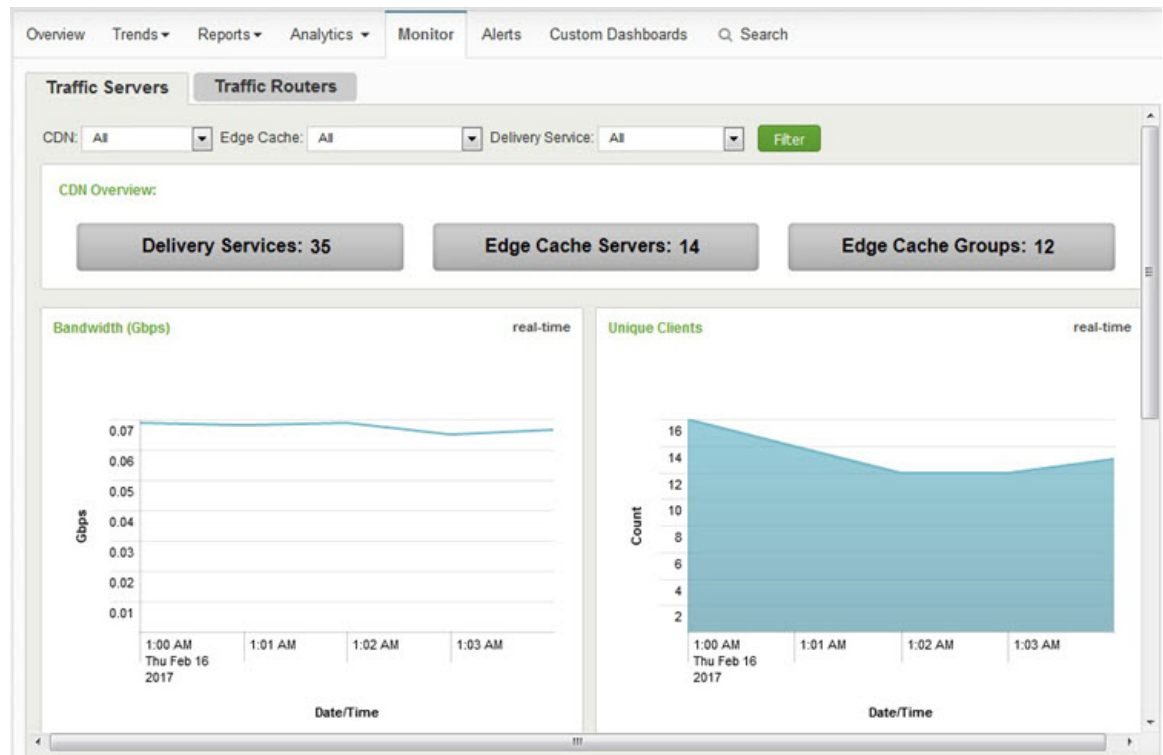 Overview Trends Reports Analytics Monitor Alerts Custom Dashboards Search
Traffic Servers Traffic Routers
CDN: All Edge Cache: All Delivery Service: All Filter
CDN Overview:
Delivery Services: 35 Edge Cache Servers: 14 Edge Cache Groups: 12
Bandwidth (Gbps) real-time
0.07
0.06
0.05
0.04
0.03
0.02
0.01
Gbps
1:00 AM 1:01 AM 1:02 AM 1:03 AM
Thu Feb 16
2017
Date/Time
Unique Clients real-time
16
14
12
10
8
6
4
2
Count
1:00 AM 1:01 AM 1:02 AM 1:03 AM
Thu Feb 16
2017
Date/Time